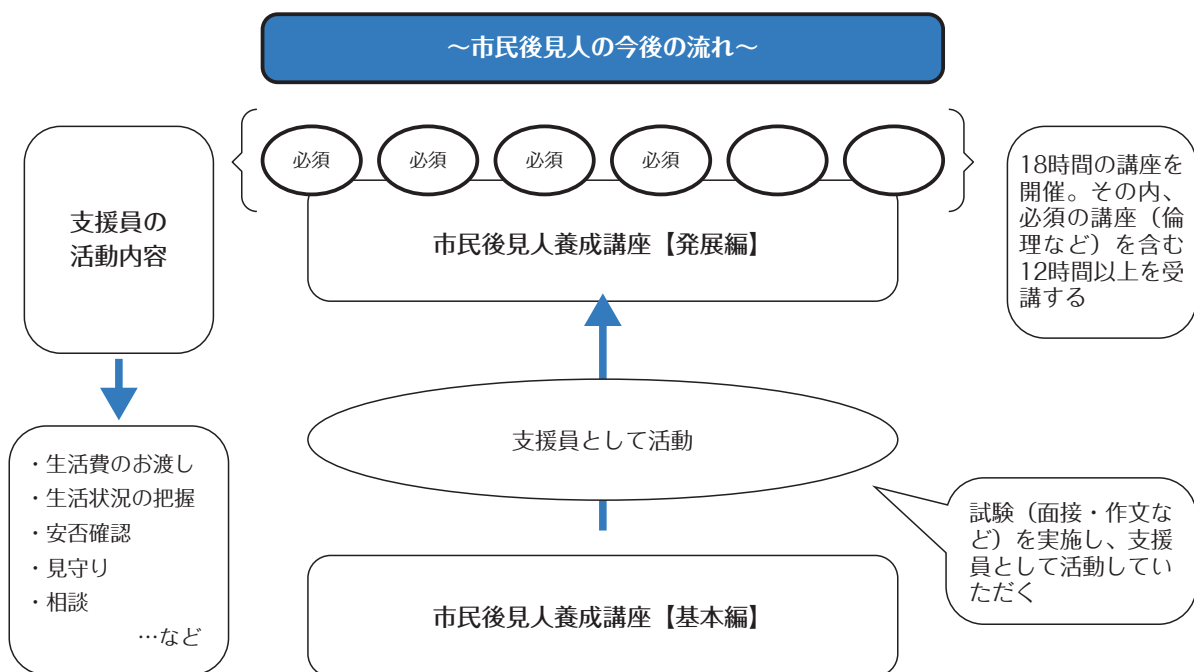 ～市民後見人の今後の流れ～
必須
必須
必須
必須
18時間の講座を
開催。その内、
必須の講座（倫
理など）を含む
12時間以上を受
講する
支援員の
活動内容
市民後見人養成講座【発展編】
支援員として活動
・生活費のお渡し
・生活状況の把握
・安否確認
・見守り
・相談
…など
試験（面接・作文な
ど）を実施し、支援
員として活動してい
ただく
市民後見人養成講座【基本編】